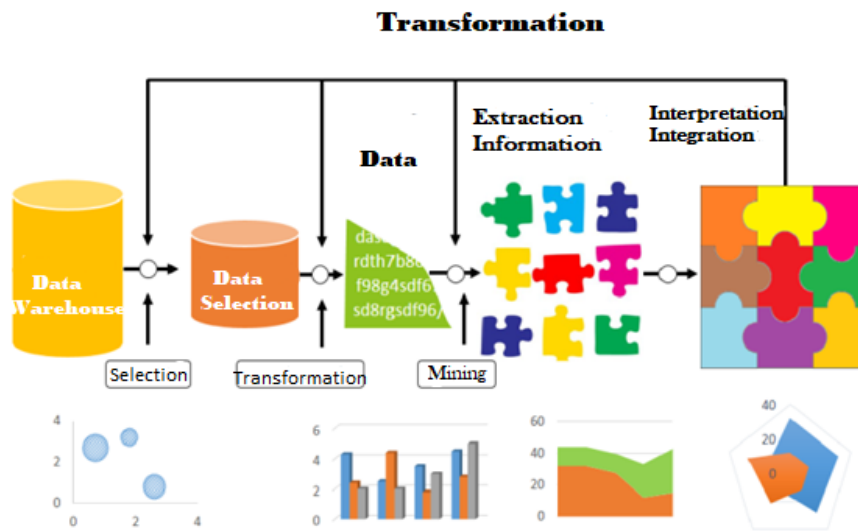 Transformation
Extraction
Information
Interpretation
Integration
Data
Data
Warehouse
Data
Selection
rdth7b8
f98g4sdf6
sd8rgsdf96/
Selection
Transformation
Mining
4
2
0
0
2
4
6
4
2
0
60
40
20
0
40
20
0